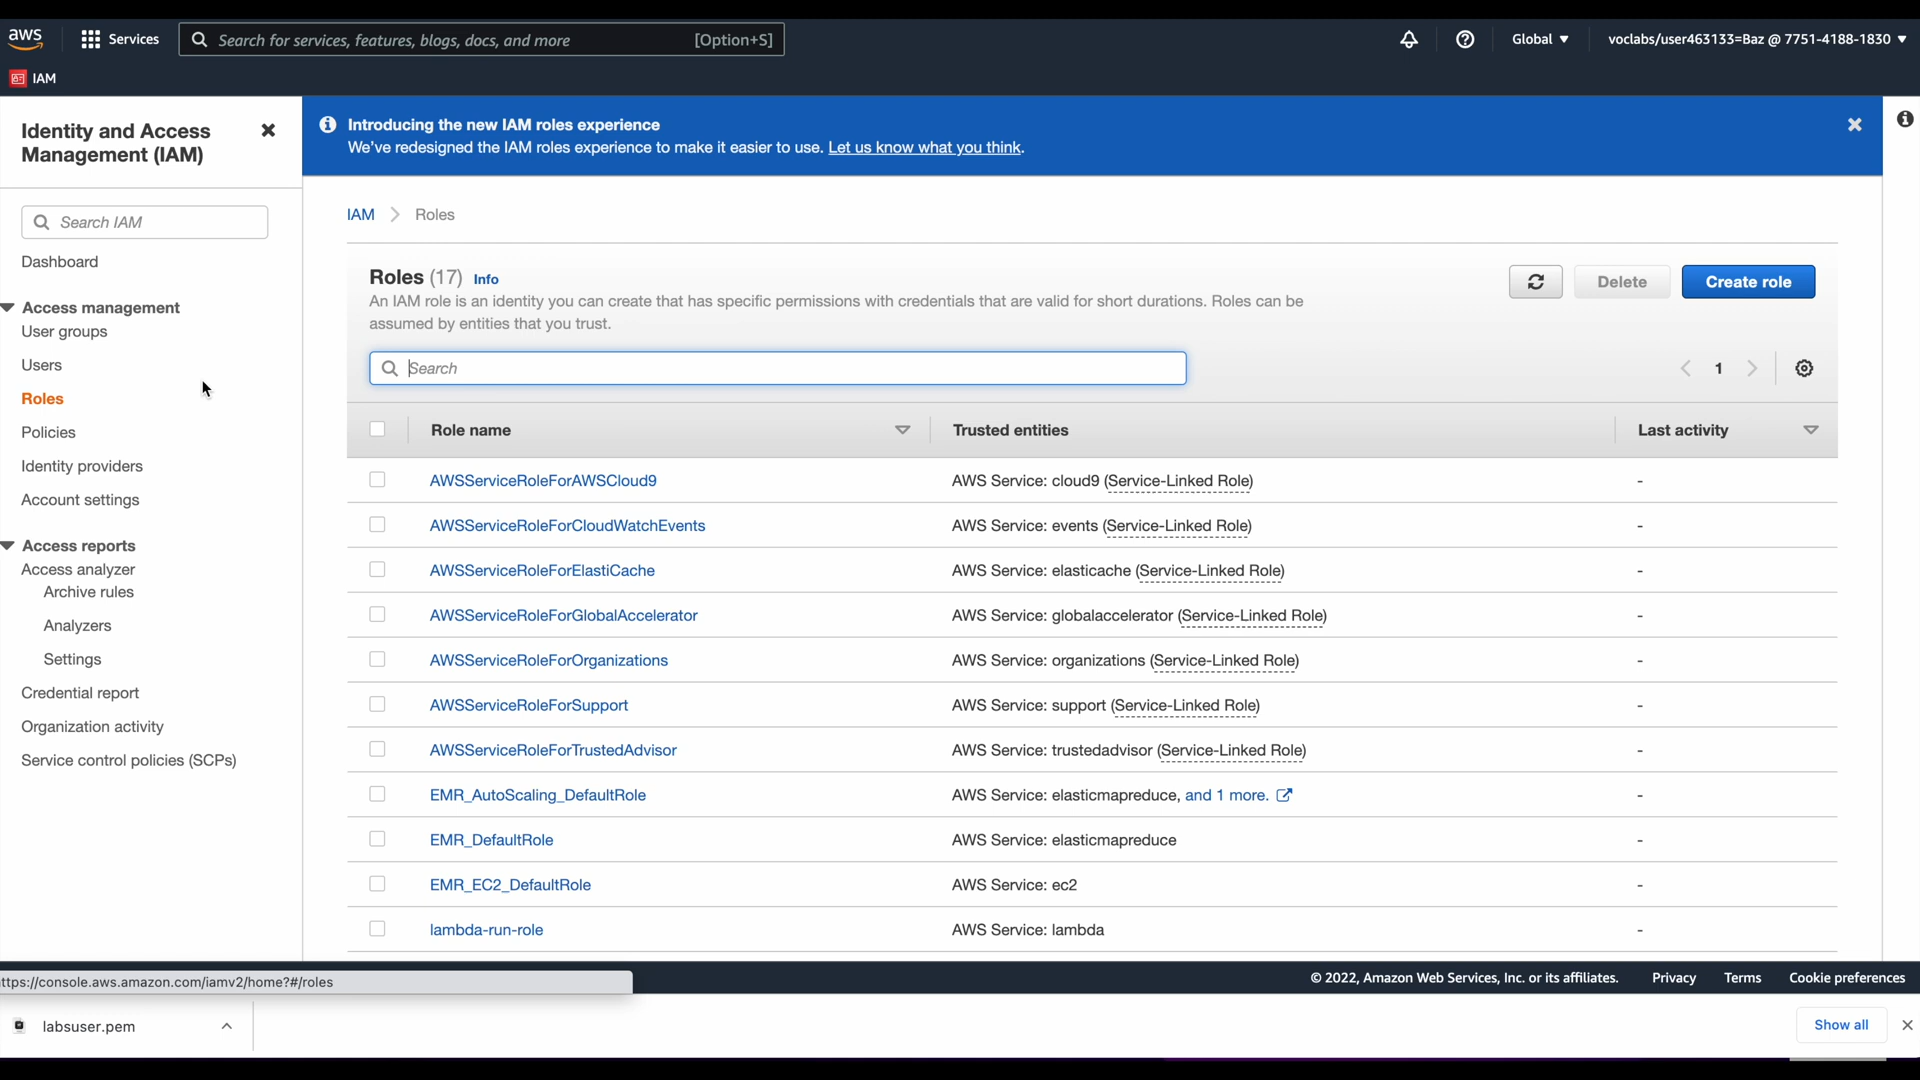 aws
Services
Search for services, features, blogs, docs, and more
[Option+S]
Global
voclabs/user463133=Baz @ 7751-4188-1830
IAM
Identity and Access
Management (IAM)
Search IAM
Dashboard
Access management
User groups
Users
Roles
Policies
Identity providers
Account settings
Access reports
Access analyzer
Archive rules
Analyzers
Settings
Credential report
Organization activity
Service control policies (SCPs)
Introducing the new IAM roles experience
We've redesigned the IAM roles experience to make it easier to use. Let us know what you think.
IAM
Roles
Roles (17) Info
An IAM role is an identity you can create that has specific permissions with credentials that are valid for short durations. Roles can be
assumed by entities that you trust.
Delete
Create role
Search
1
Role name
Trusted entities
Last activity
AWSServiceRoleForAWSCloud9
AWS Service: cloud9 (Service-Linked Role)
-
AWSServiceRoleForCloudWatchEvents
AWS Service: events (Service-Linked Role)
-
AWSServiceRoleForElastiCache
AWS Service: elasticache (Service-Linked Role)
-
AWSServiceRoleForGlobalAccelerator
AWS Service: globalaccelerator (Service-Linked Role)
-
AWSServiceRoleForOrganizations
AWS Service: organizations (Service-Linked Role)
-
AWSServiceRoleForSupport
AWS Service: support (Service-Linked Role)
-
AWSServiceRoleForTrustedAdvisor
AWS Service: trustedadvisor (Service-Linked Role)
-
EMR_AutoScaling_DefaultRole
AWS Service: elasticmapreduce, and 1 more.
-
EMR_DefaultRole
AWS Service: elasticmapreduce
-
EMR_EC2_DefaultRole
AWS Service: ec2
-
lambda-run-role
AWS Service: lambda
-
ttps://console.aws.amazon.com/iamv2/home?#/roles
© 2022, Amazon Web Services, Inc. or its affiliates.
Privacy
Terms
Cookie preferences
labsuser.pem
Show all